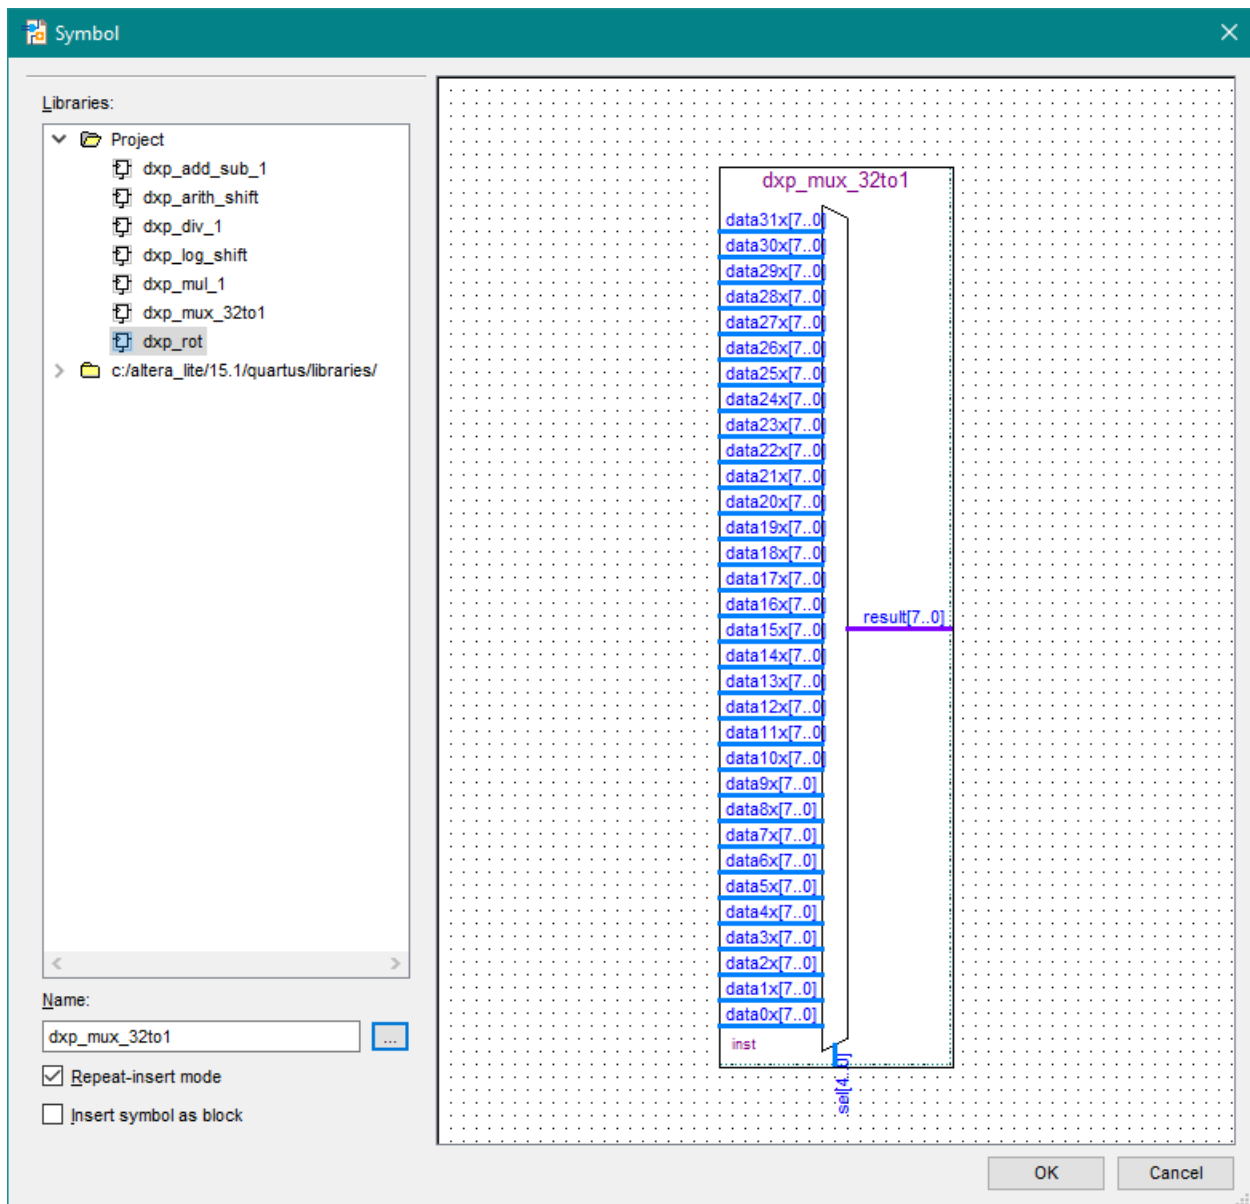 Symbol
Libraries:
Project
dxp_add_sub_1
dxp_arith_shift
dxp_div_1
dxp_log_shift
dxp_mul_1
dxp_mux_32to1
dxp_rot
c:/altera_lite/15.1/quartus/libraries/
Name:
dxp_mux_32to1
...
Repeat-insert mode
Insert symbol as block
dxp_mux_32to1
data31x[7..0]
data30x[7..0]
data29x[7..0]
data28x[7..0]
data27x[7..0]
data26x[7..0]
data25x[7..0]
data24x[7..0]
data23x[7..0]
data22x[7..0]
data21x[7..0]
data20x[7..0]
data19x[7..0]
data18x[7..0]
data17x[7..0]
data16x[7..0]
result[7..0]
data15x[7..0]
data14x[7..0]
data13x[7..0]
data12x[7..0]
data11x[7..0]
data10x[7..0]
data9x[7..0]
data8x[7..0]
data7x[7..0]
data6x[7..0]
data5x[7..0]
data4x[7..0]
data3x[7..0]
data2x[7..0]
data1x[7..0]
data0x[7..0]
inst
sel[4..0]
OK
Cancel